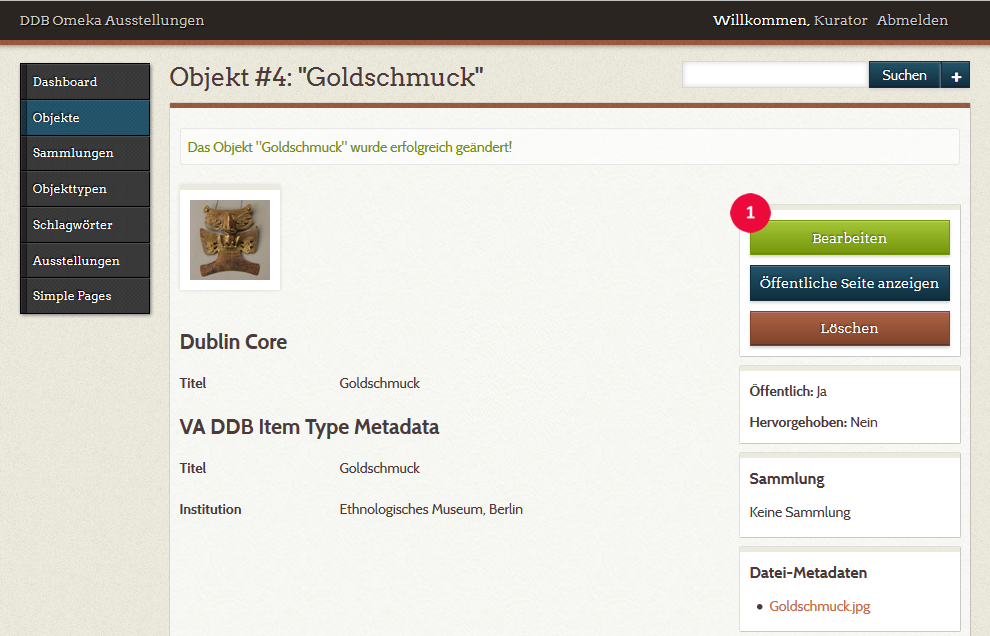 DDB Omeka Ausstellungen
Willkommen, Kurator Abmelden
Dashboard
Objekte
Sammlungen
Objekttypen
Schlagwörter
Ausstellungen
Simple Pages
Objekt #4: "Goldschmuck"
Suchen +
Das Objekt "Goldschmuck" wurde erfolgreich geändert!
Dublin Core
Titel Goldschmuck
VA DDB Item Type Metadata
Titel Goldschmuck
Institution Ethnologisches Museum, Berlin
1
Bearbeiten
Öffentliche Seite anzeigen
Löschen
Öffentlich: Ja
Hervorgehoben: Nein
Sammlung
Keine Sammlung
Datei-Metadaten
• Goldschmuck.jpg